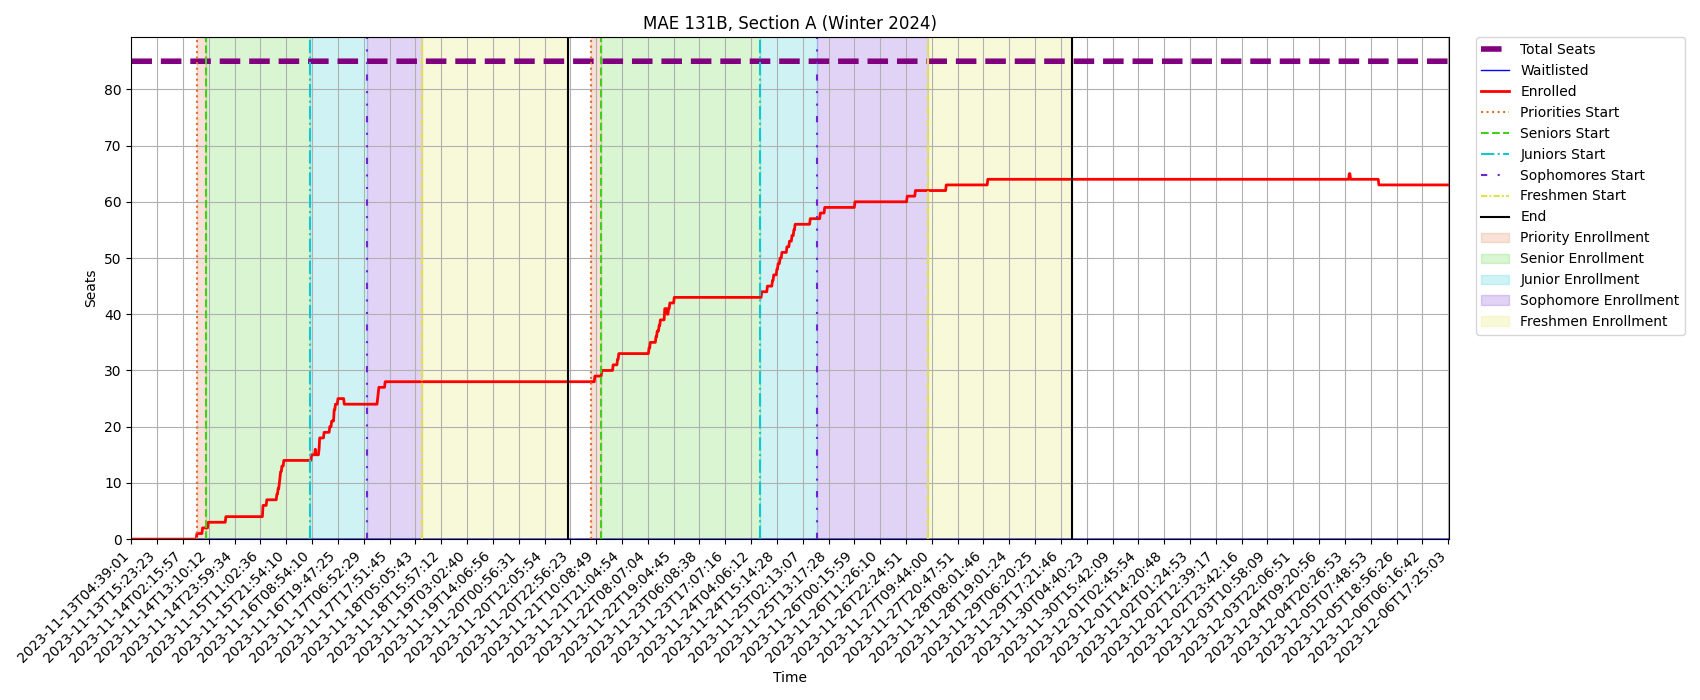 MAE 131B, Section A (Winter 2024)
Total Seats
Waitlisted
Enrolled
Priorities Start
Seniors Start
Juniors Start
Sophomores Start
Freshmen Start
End
Priority Enrollment
Senior Enrollment
Junior Enrollment
Sophomore Enrollment
Freshmen Enrollment
Seats
80
70
60
50
40
30
20
10
0
2023-11-13T04:39:01
2023-11-13T15:23:23
2023-11-14T02:15:57
2023-11-14T13:10:12
2023-11-14T23:59:34
2023-11-15T11:02:36
2023-11-15T21:54:10
2023-11-16T08:54:10
2023-11-16T19:47:25
2023-11-17T06:52:29
2023-11-17T17:51:45
2023-11-18T05:05:43
2023-11-18T15:57:12
2023-11-19T03:02:40
2023-11-19T14:06:56
2023-11-20T00:56:31
2023-11-20T12:05:54
2023-11-20T22:56:23
2023-11-21T10:08:49
2023-11-21T21:04:54
2023-11-22T08:07:04
2023-11-22T19:04:45
2023-11-23T06:08:38
2023-11-23T17:07:16
2023-11-24T04:06:12
2023-11-24T15:14:28
2023-11-25T02:13:07
2023-11-25T13:17:28
2023-11-26T00:15:59
2023-11-26T11:26:10
2023-11-26T22:24:51
2023-11-27T09:44:00
2023-11-27T20:47:51
2023-11-28T08:01:46
2023-11-28T19:01:24
2023-11-29T06:20:25
2023-11-29T17:21:46
2023-11-30T04:40:23
2023-11-30T15:42:09
2023-12-01T02:45:54
2023-12-01T14:20:48
2023-12-02T01:24:53
2023-12-02T12:39:17
2023-12-02T23:42:16
2023-12-03T10:58:09
2023-12-03T22:06:51
2023-12-04T09:20:56
2023-12-04T20:26:53
2023-12-05T07:48:53
2023-12-05T18:56:26
2023-12-06T06:16:42
2023-12-06T17:25:03
Time